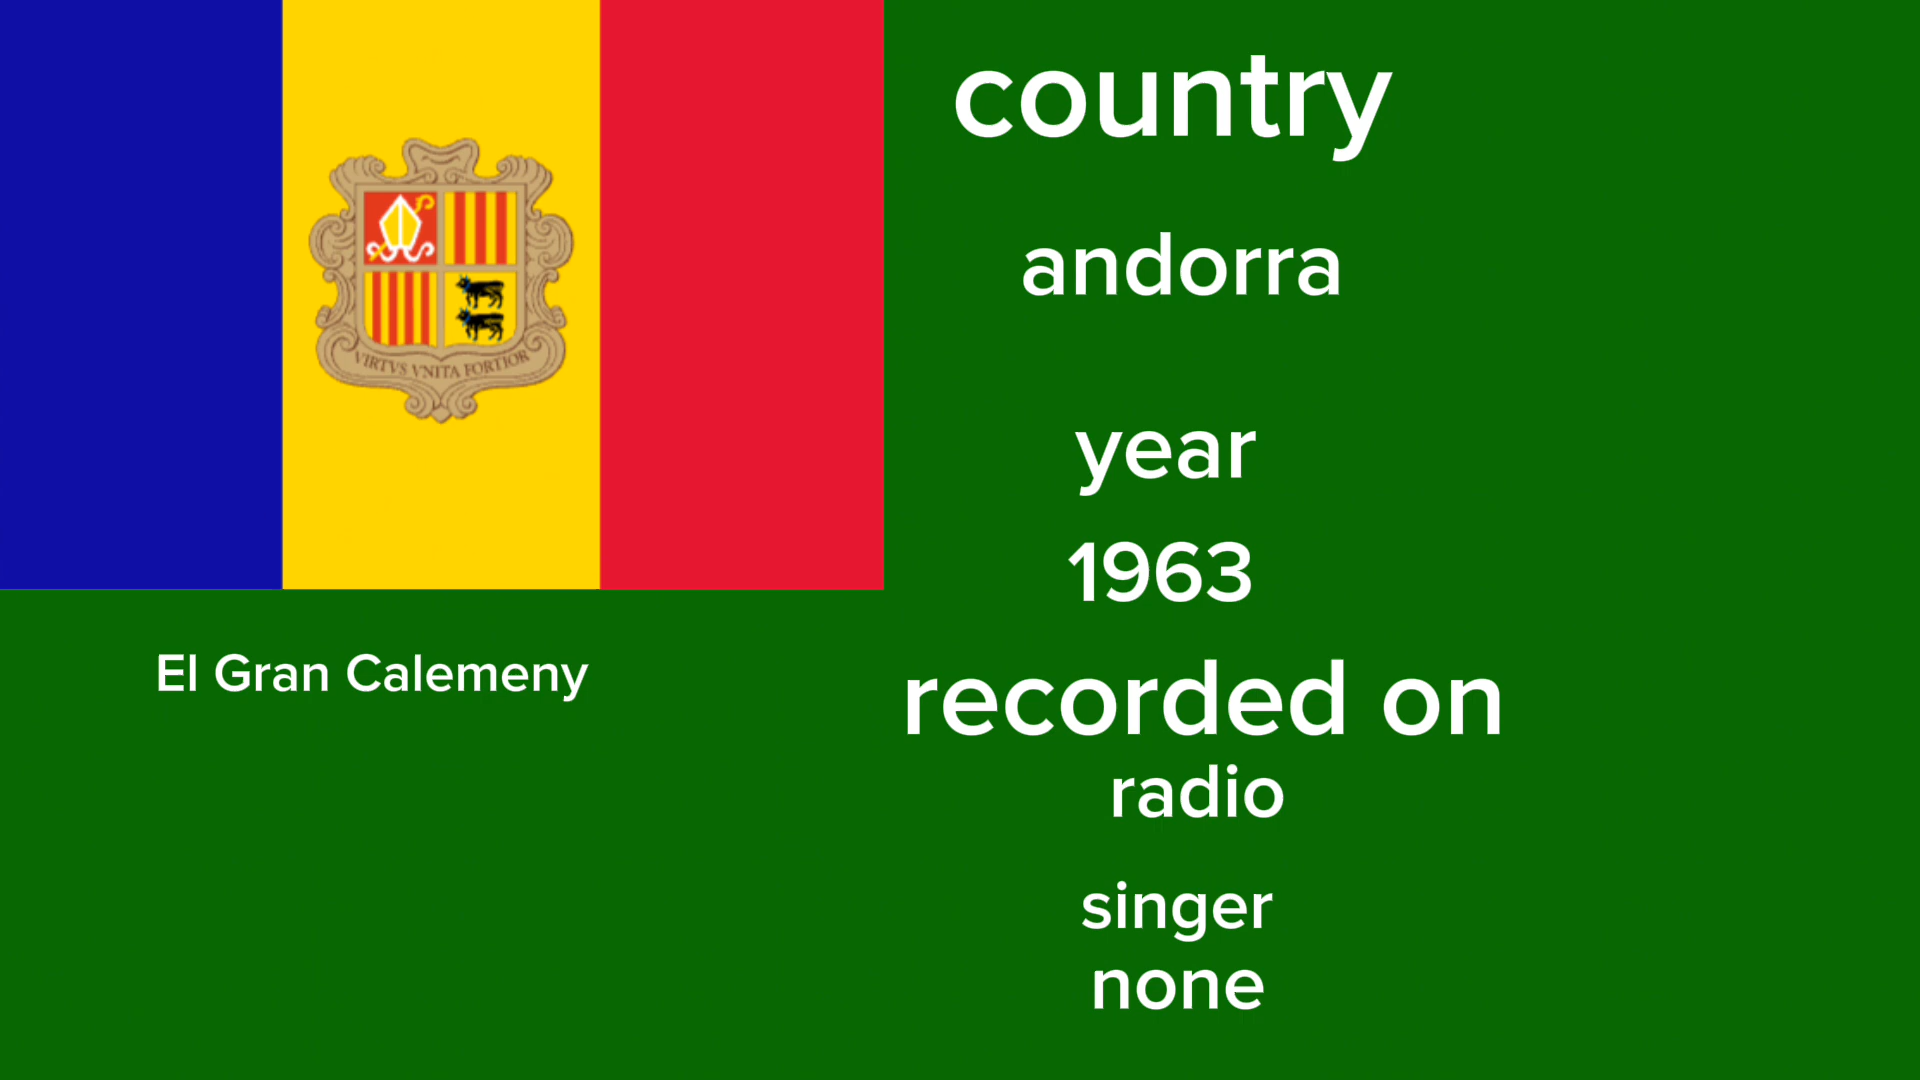 VIRTVS VNITA FORTIOR
El Gran Calemeny
country
andorra
year
1963
recorded on
radio
singer
none